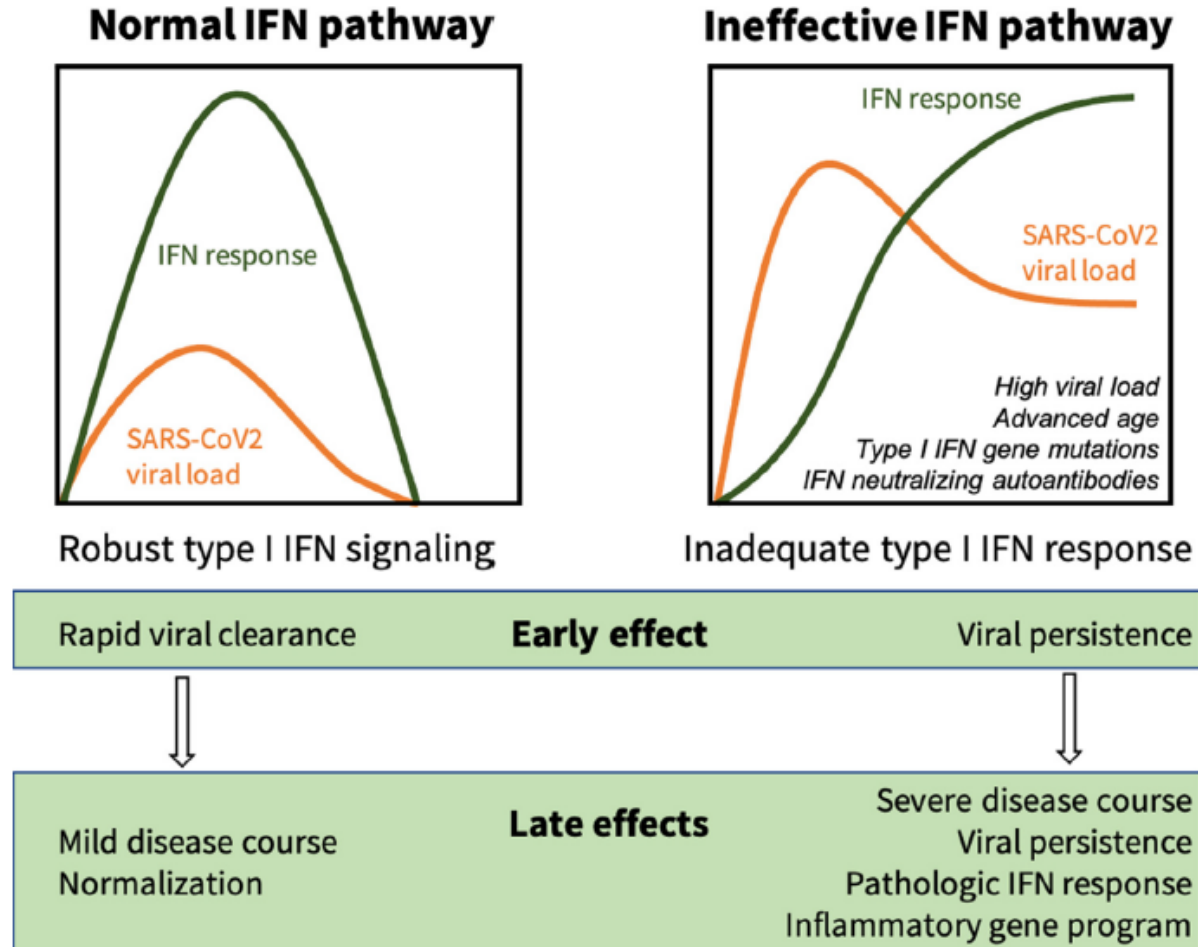 Normal IFN pathway
Ineffective IFN pathway
IFN response
SARS-CoV2
viral load
IFN response
SARS-CoV2
viral load
High viral load
Advanced age
Type I IFN gene mutations
IFN neutralizing autoantibodies
Robust type I IFN signaling
Inadequate type I IFN response
Rapid viral clearance
Early effect
Viral persistence
Mild disease course
Normalization
Late effects
Severe disease course
Viral persistence
Pathologic IFN response
Inflammatory gene program